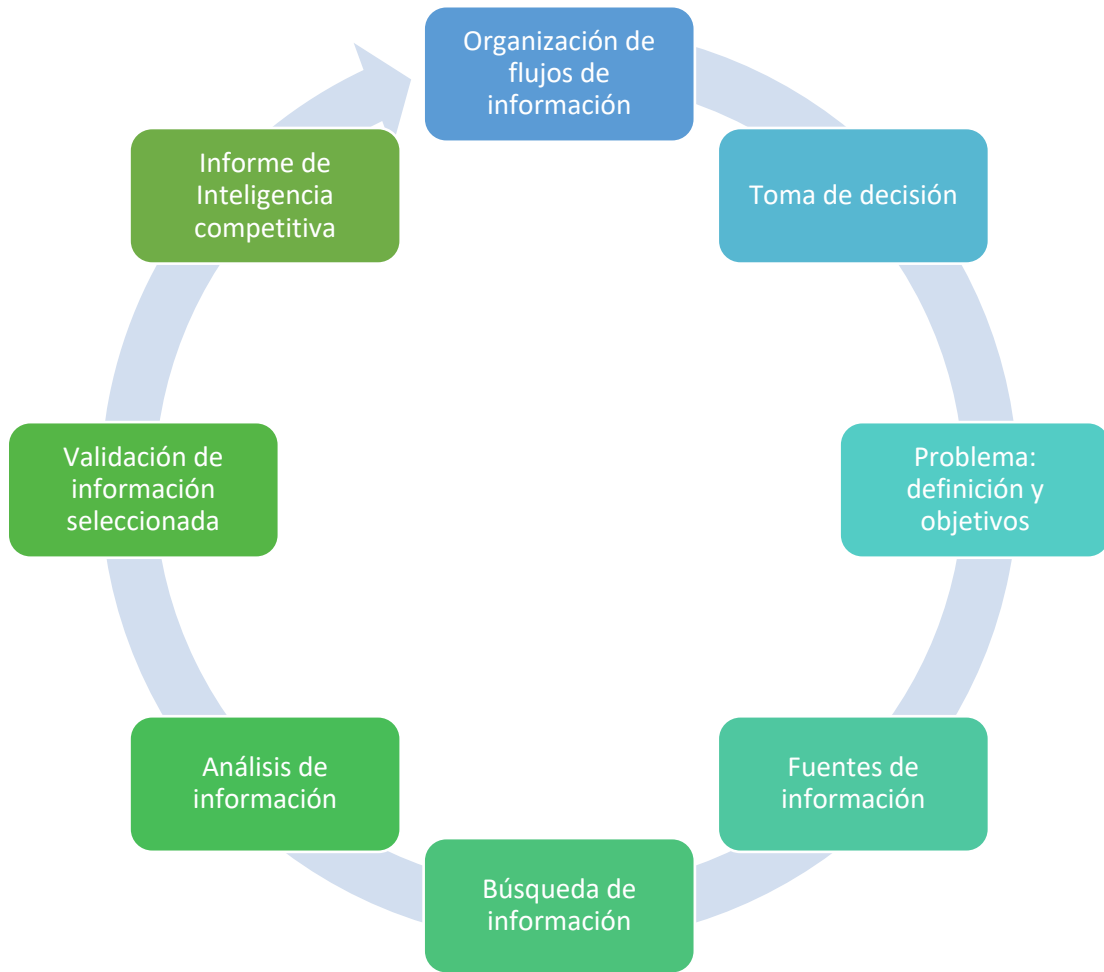 Organización de
flujos de
información
Toma de decisión
Problema:
definición y
objetivos
Fuentes de
información
Búsqueda de
información
Análisis de
información
Validación de
información
seleccionada
Informe de
Inteligencia
competitiva